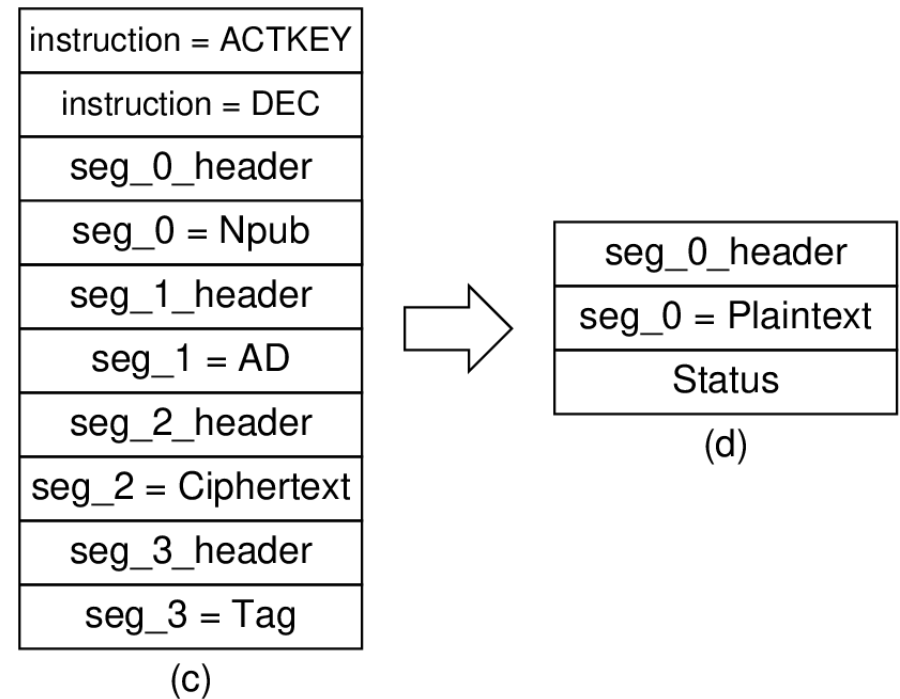 instruction = ACTKEY
instruction = DEC
seg_0_header
seg_0 = Npub
seg_1_header
seg_1 = AD
seg_2_header
seg_2 = Ciphertext
seg_3_header
seg_3 = Tag
(c)
seg_0_header
seg_0 = Plaintext
Status
(d)